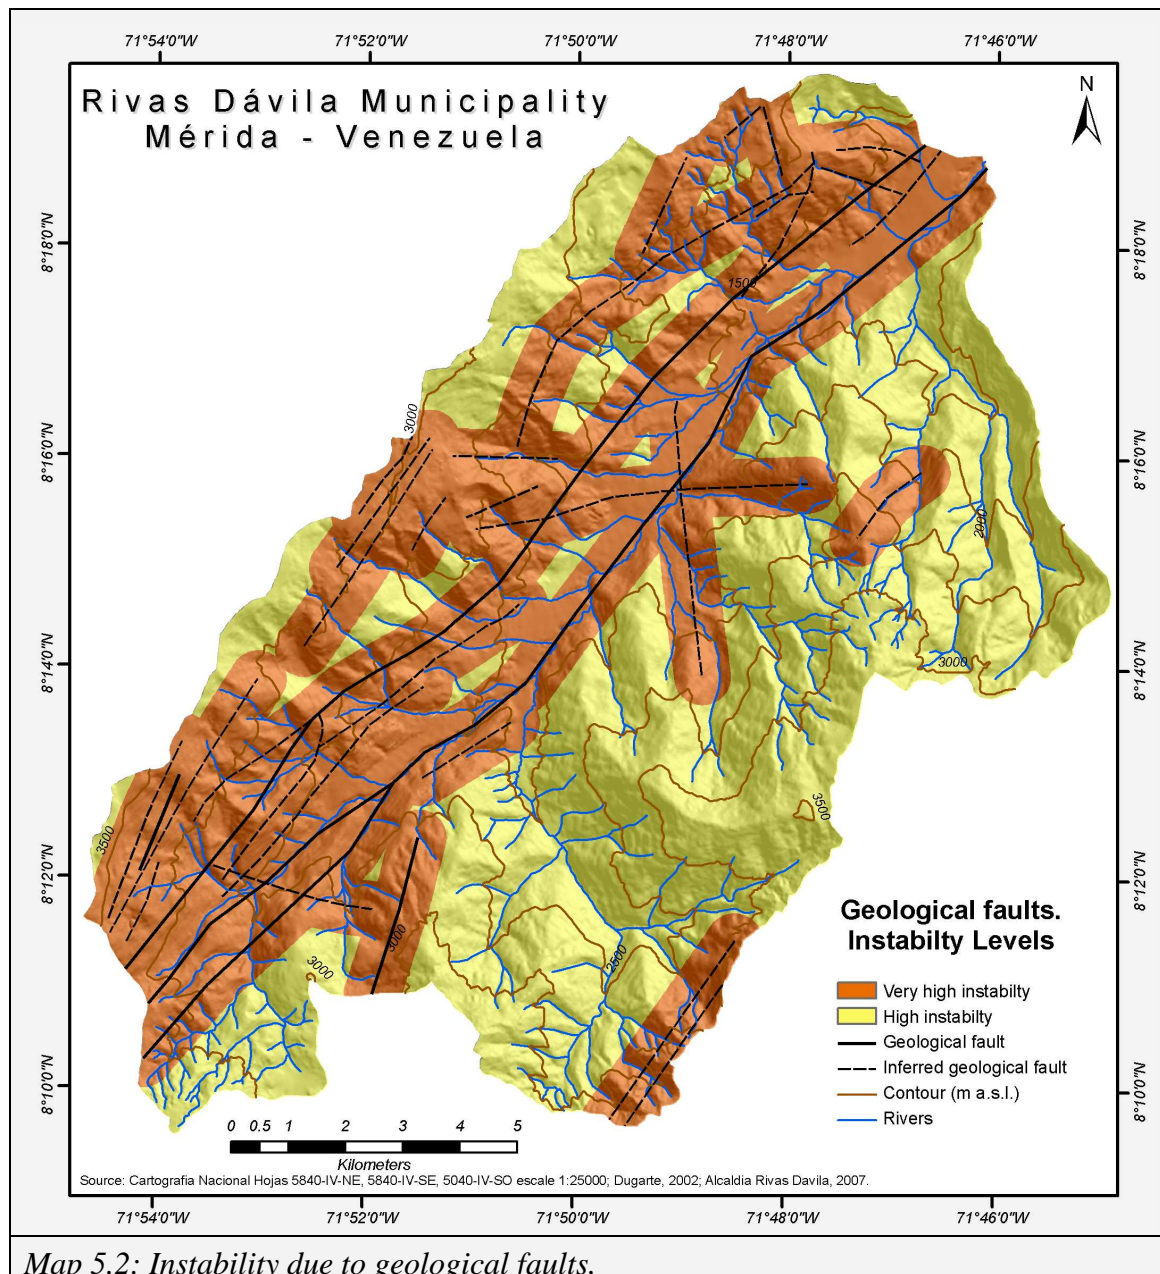 71°54'0"W 71°52'0"W 71°50'0"W 71°48'0"W 71°46'0"W
Rivas Dávila Municipality
Mérida - Venezuela
N
8°18'0"N
8°18'0"N
1500
3000
8°16'0"N
8°16'0"N
2000
8°14'0"N
8°14'0"N
3000
3500
3500
8°12'0"N
8°12'0"N
3000
3000
2500
Geological faults.
Instabilty Levels
Very high instabilty
High instabilty
Geological fault
Inferred geological fault
Contour (m a.s.l.)
Rivers
8°10'0"N
8°10'0"N
0 0.5 1 2 3 4 5
Kilometers
Source: Cartografia Nacional Hojas 5840-IV-NE, 5840-IV-SE, 5040-IV-SO escale 1:25000; Dugarte, 2002; Alcaldia Rivas Davila, 2007.
71°54'0"W 71°52'0"W 71°50'0"W 71°48'0"W 71°46'0"W
Map 5.2: Instability due to geological faults.